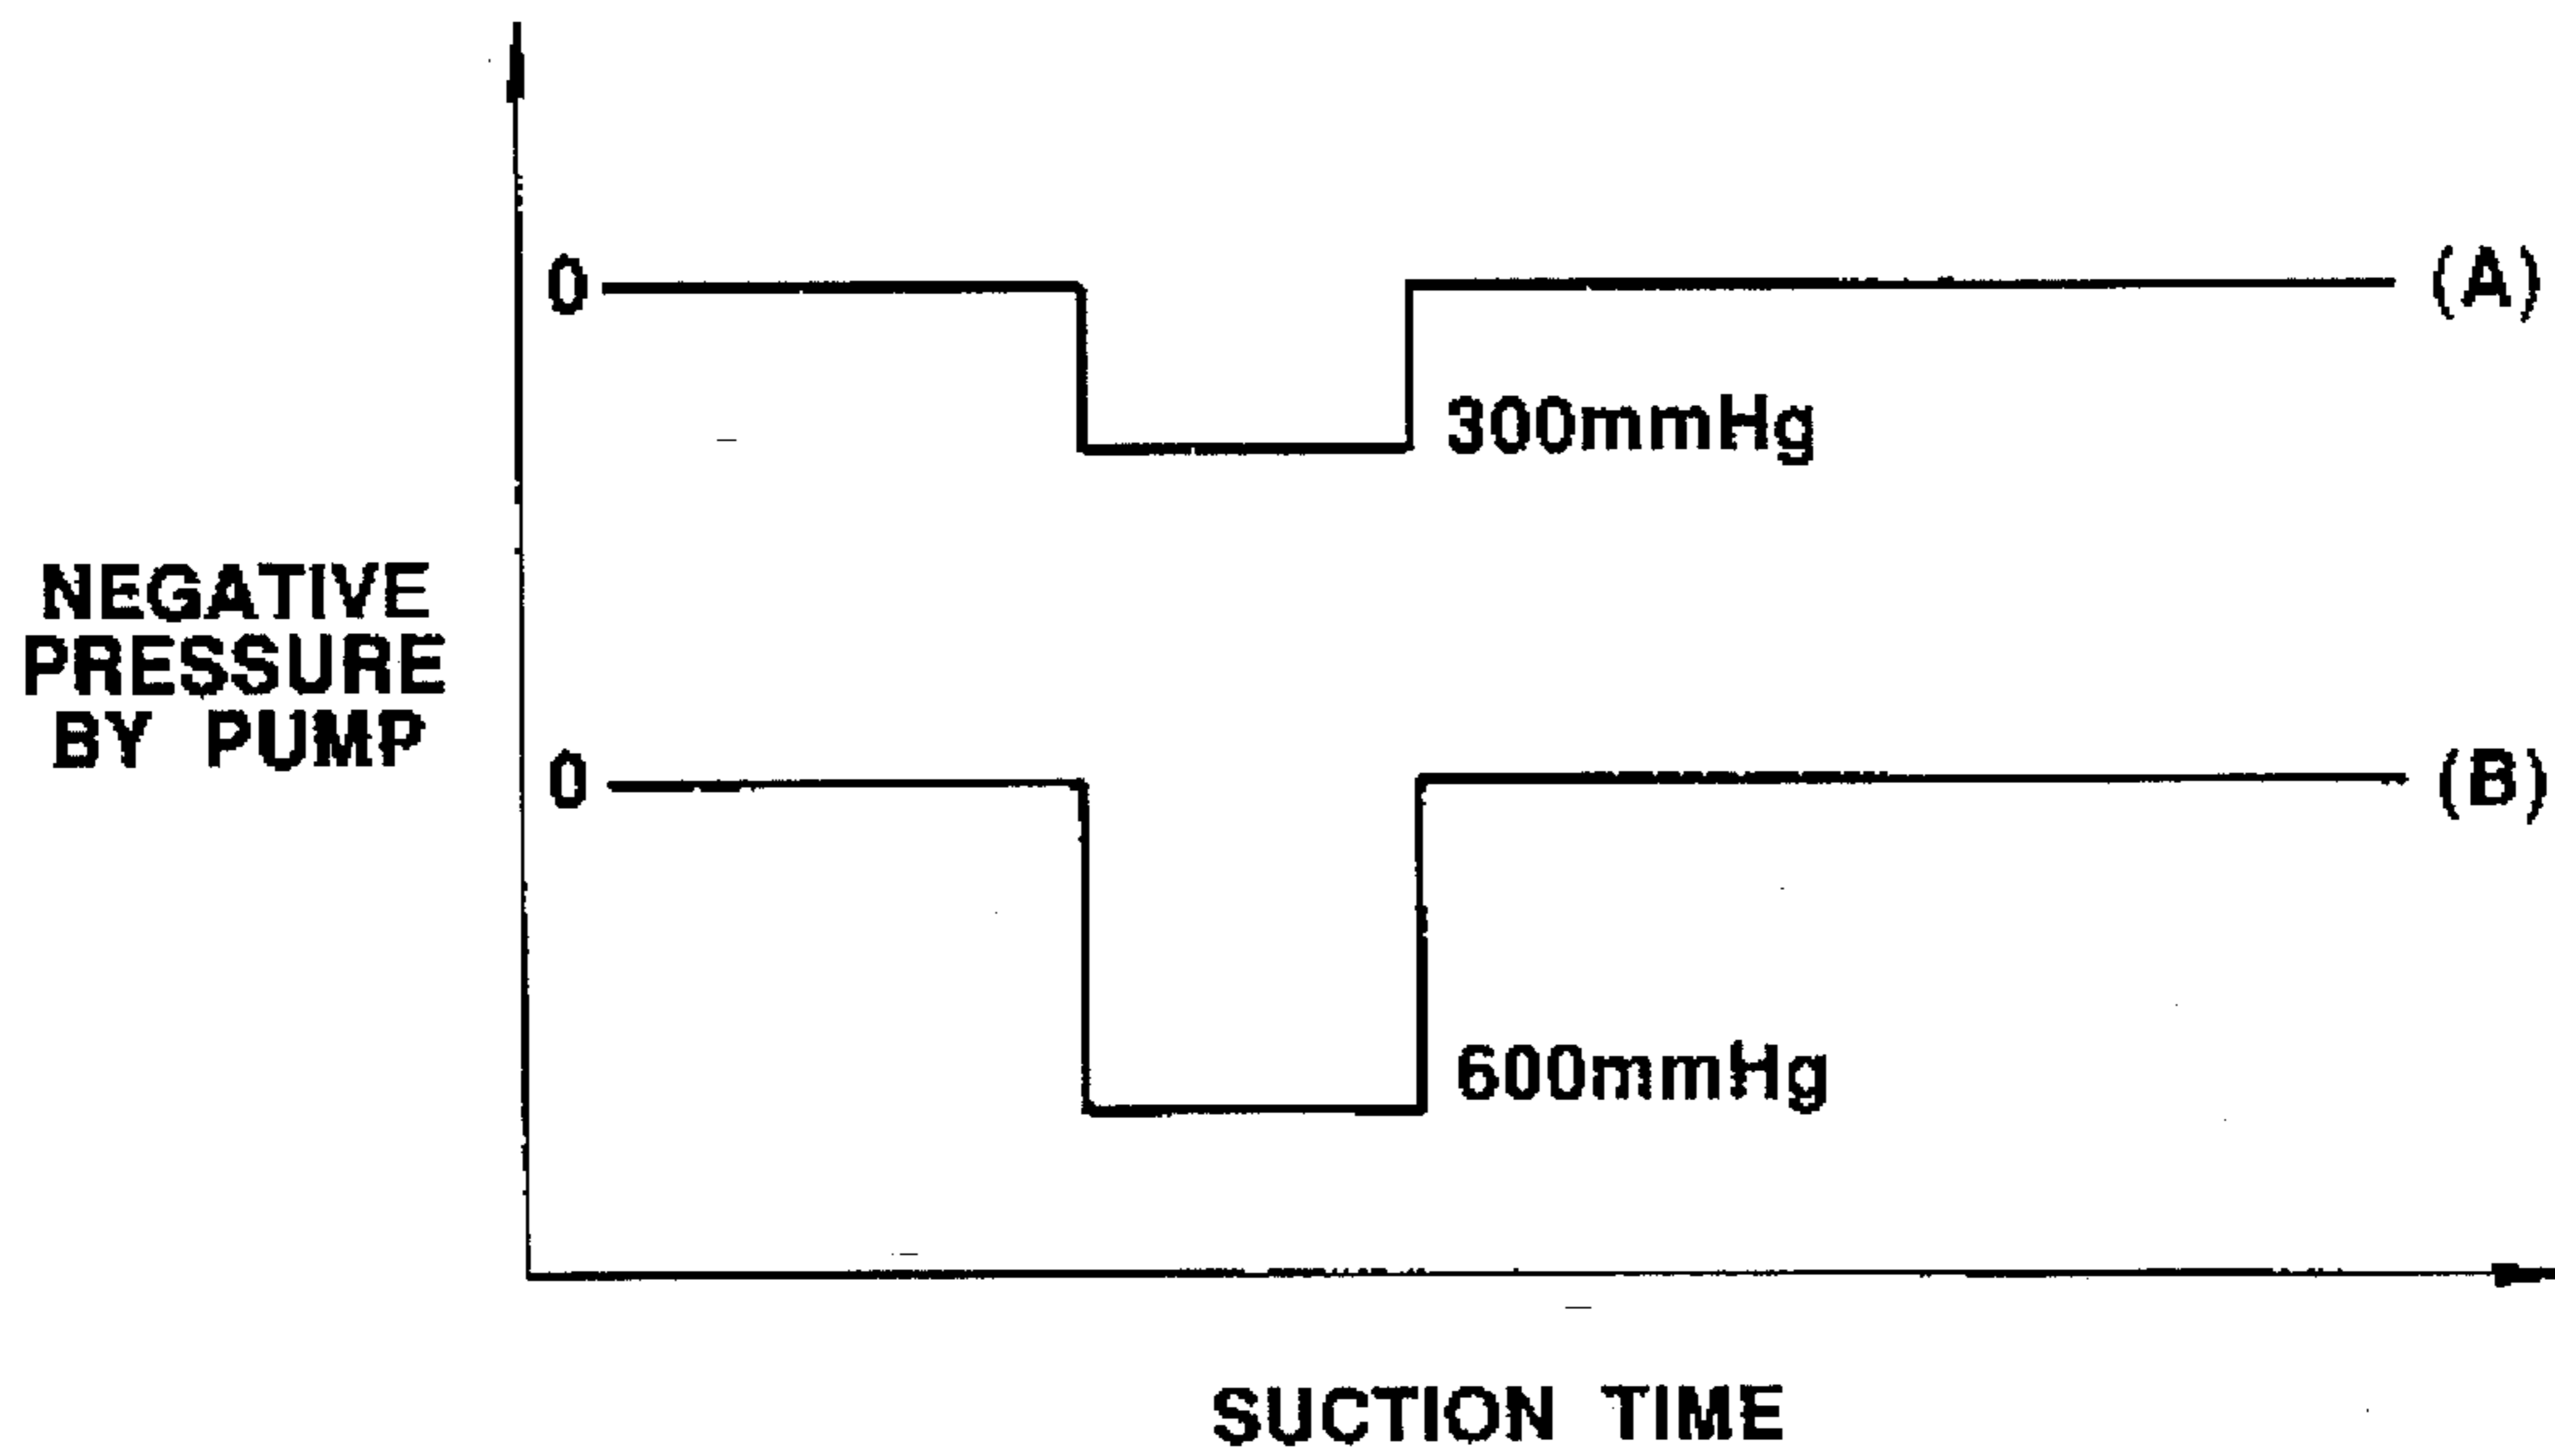 0
(A)
300mmHg
NEGATIVE
PRESSURE
BY PUMP
0
(B)
600mmHg
SUCTION TIME